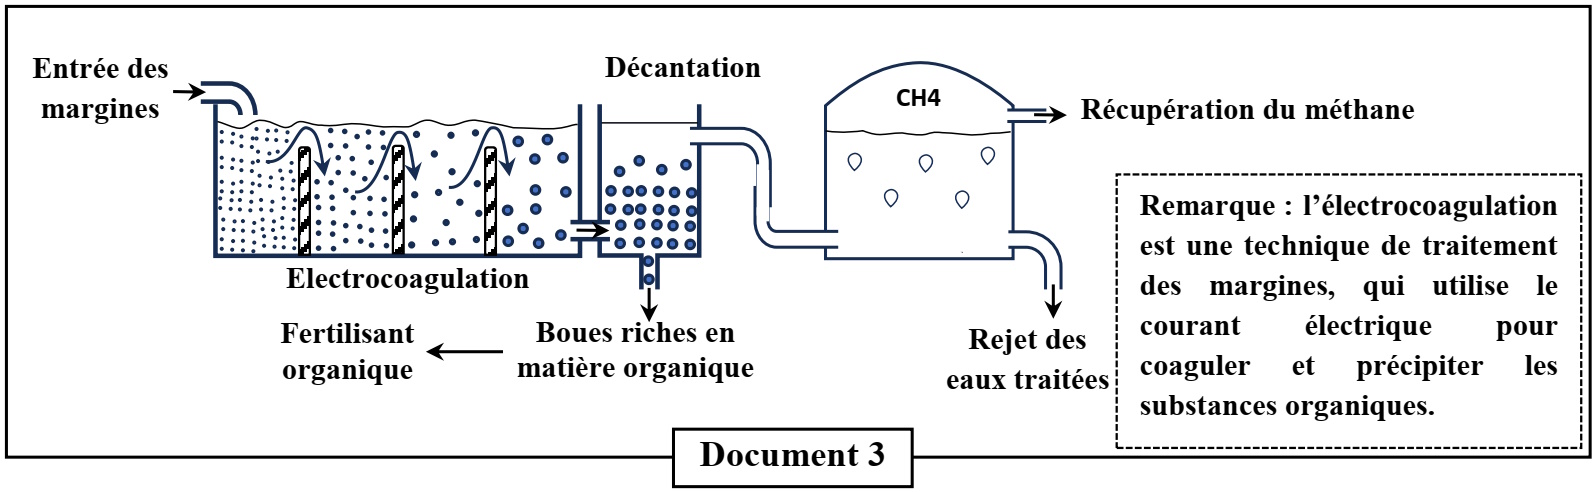 Entrée des
margines
Décantation
CH4
Récupération du méthane
Electrocoagulation
Fertilisant
organique
Boues riches en
matière organique
Rejet des
eaux traitées
Remarque : l’électrocoagulation
est une technique de traitement
des margines, qui utilise le
courant électrique pour
coaguler et précipiter les
substances organiques.
Document 3